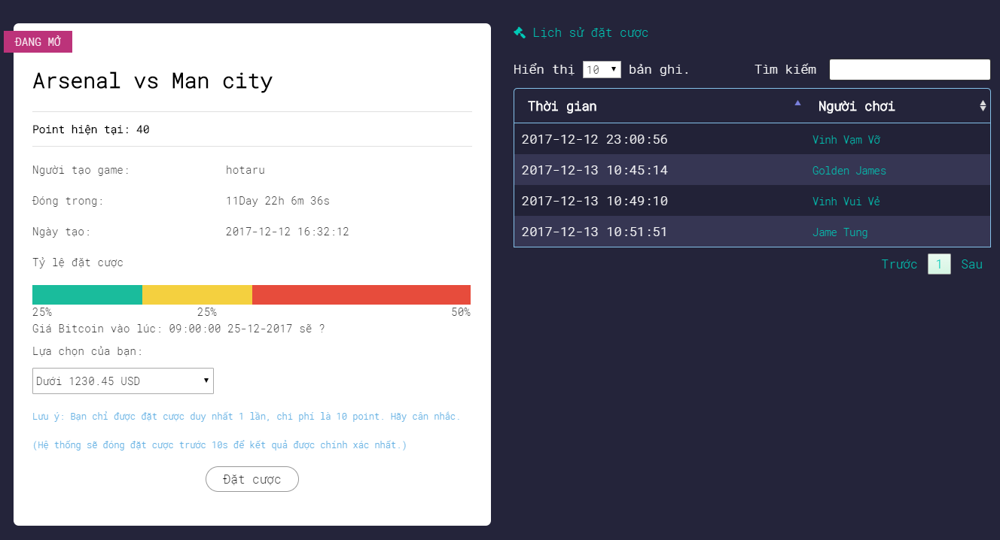 ĐANG MỞ
Arsenal vs Man city
Point hiện tại: 40
Người tạo game: hotaru
Đóng trong: 11Day 22h 6m 36s
Ngày tạo: 2017-12-12 16:32:12
Tỷ lệ đặt cược
25% 25% 50%
Giá Bitcoin vào lúc: 09:00:00 25-12-2017 sẽ ?
Lựa chọn của bạn:
Dưới 1230.45 USD
Lưu ý: Bạn chỉ được đặt cược duy nhất 1 lần, chi phí là 10 point. Hãy cân nhắc.
(Hệ thống sẽ đóng đặt cược trước 10s để kết quả được chính xác nhất.)
Đặt cược
Lịch sử đặt cược
Hiển thị 10 bản ghi. Tìm kiếm
Thời gian Người chơi
2017-12-12 23:00:56 Vinh Vạm Vỡ
2017-12-13 10:45:14 Golden James
2017-12-13 10:49:10 Vinh Vui Vẻ
2017-12-13 10:51:51 Jame Tung
Trước 1 Sau